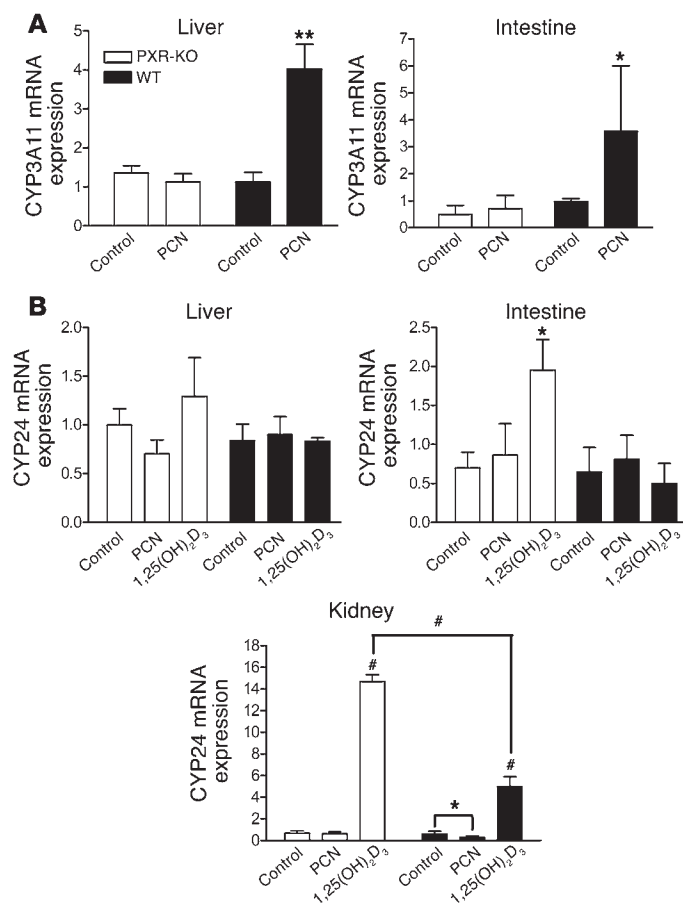 A
Liver
Intestine
CYP3A11 mRNA
expression
5
4
3
2
1
0
PXR-KO
WT
**
Control
PCN
Control
PCN
CYP3A11 mRNA
expression
7
6
5
4
3
2
1
0
*
Control
PCN
Control
PCN
B
Liver
Intestine
CYP24 mRNA
expression
2.0
1.5
1.0
0.5
0.0
Control
PCN
1,25(OH)₂D₃
Control
PCN
1,25(OH)₂D₃
CYP24 mRNA
expression
2.5
2.0
1.5
1.0
0.5
0.0
*
Control
PCN
1,25(OH)₂D₃
Control
PCN
1,25(OH)₂D₃
Kidney
CYP24 mRNA
expression
18
16
14
12
10
8
6
4
2
0
#
#
#
*
Control
PCN
1,25(OH)₂D₃
Control
PCN
1,25(OH)₂D₃